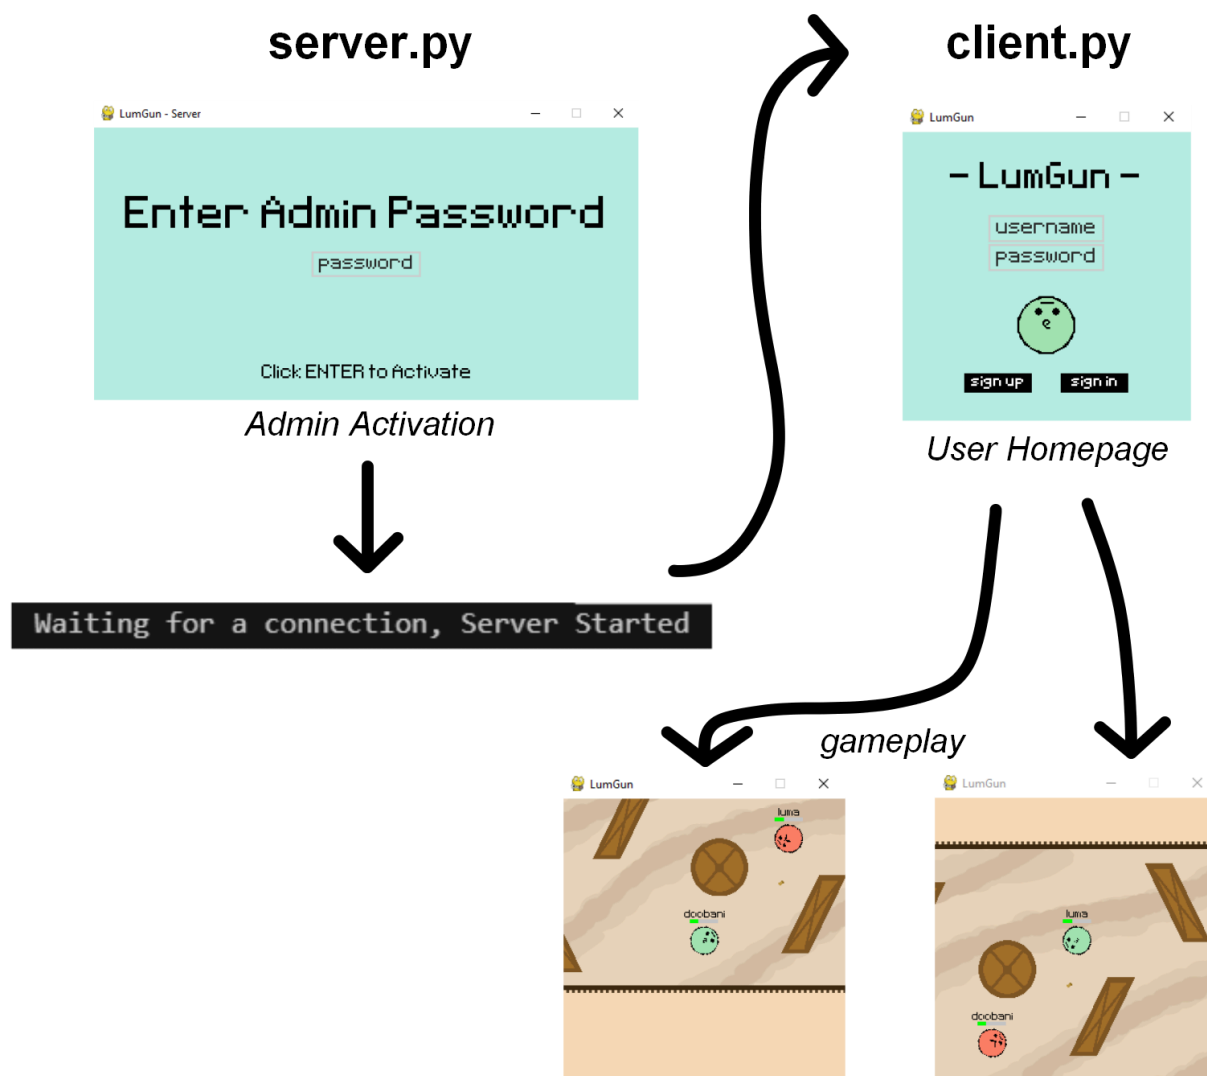 server.py
LumGun - Server
Enter Admin Password
password
Click ENTER to Activate
Admin Activation
Waiting for a connection, Server Started
client.py
LumGun
- LumGun -
username
password
sign up
sign in
User Homepage
gameplay
LumGun
luma
doobani
LumGun
luma
doobani